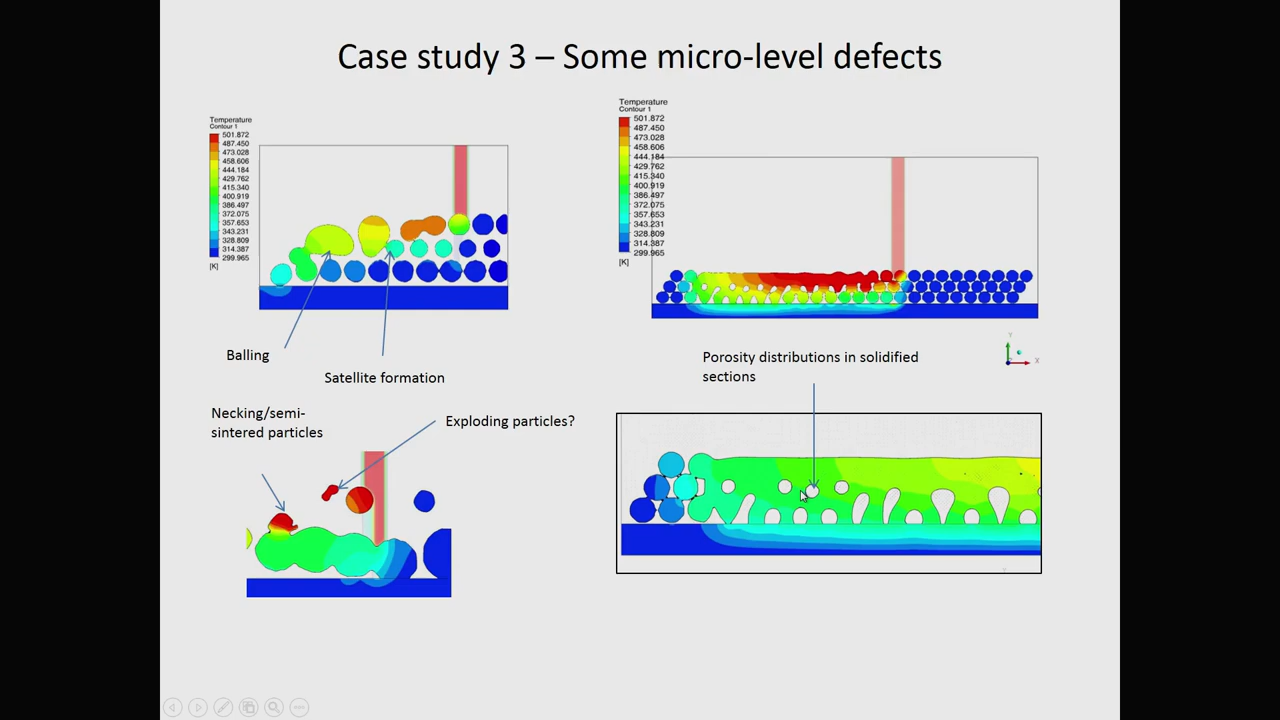 Case study 3 – Some micro-level defects
Temperature
Contour 1
501.872
487.450
473.028
458.606
444.184
429.762
415.340
400.919
386.497
372.075
357.653
343.231
328.809
314.387
299.965
[K]
Temperature
Contour 1
501.872
487.450
473.028
458.606
444.184
429.762
415.340
400.919
386.497
372.075
357.653
343.231
328.809
314.387
299.965
[K]
Y
X
Balling
Satellite formation
Porosity distributions in solidified
sections
Necking/semi-
sintered particles
Exploding particles?